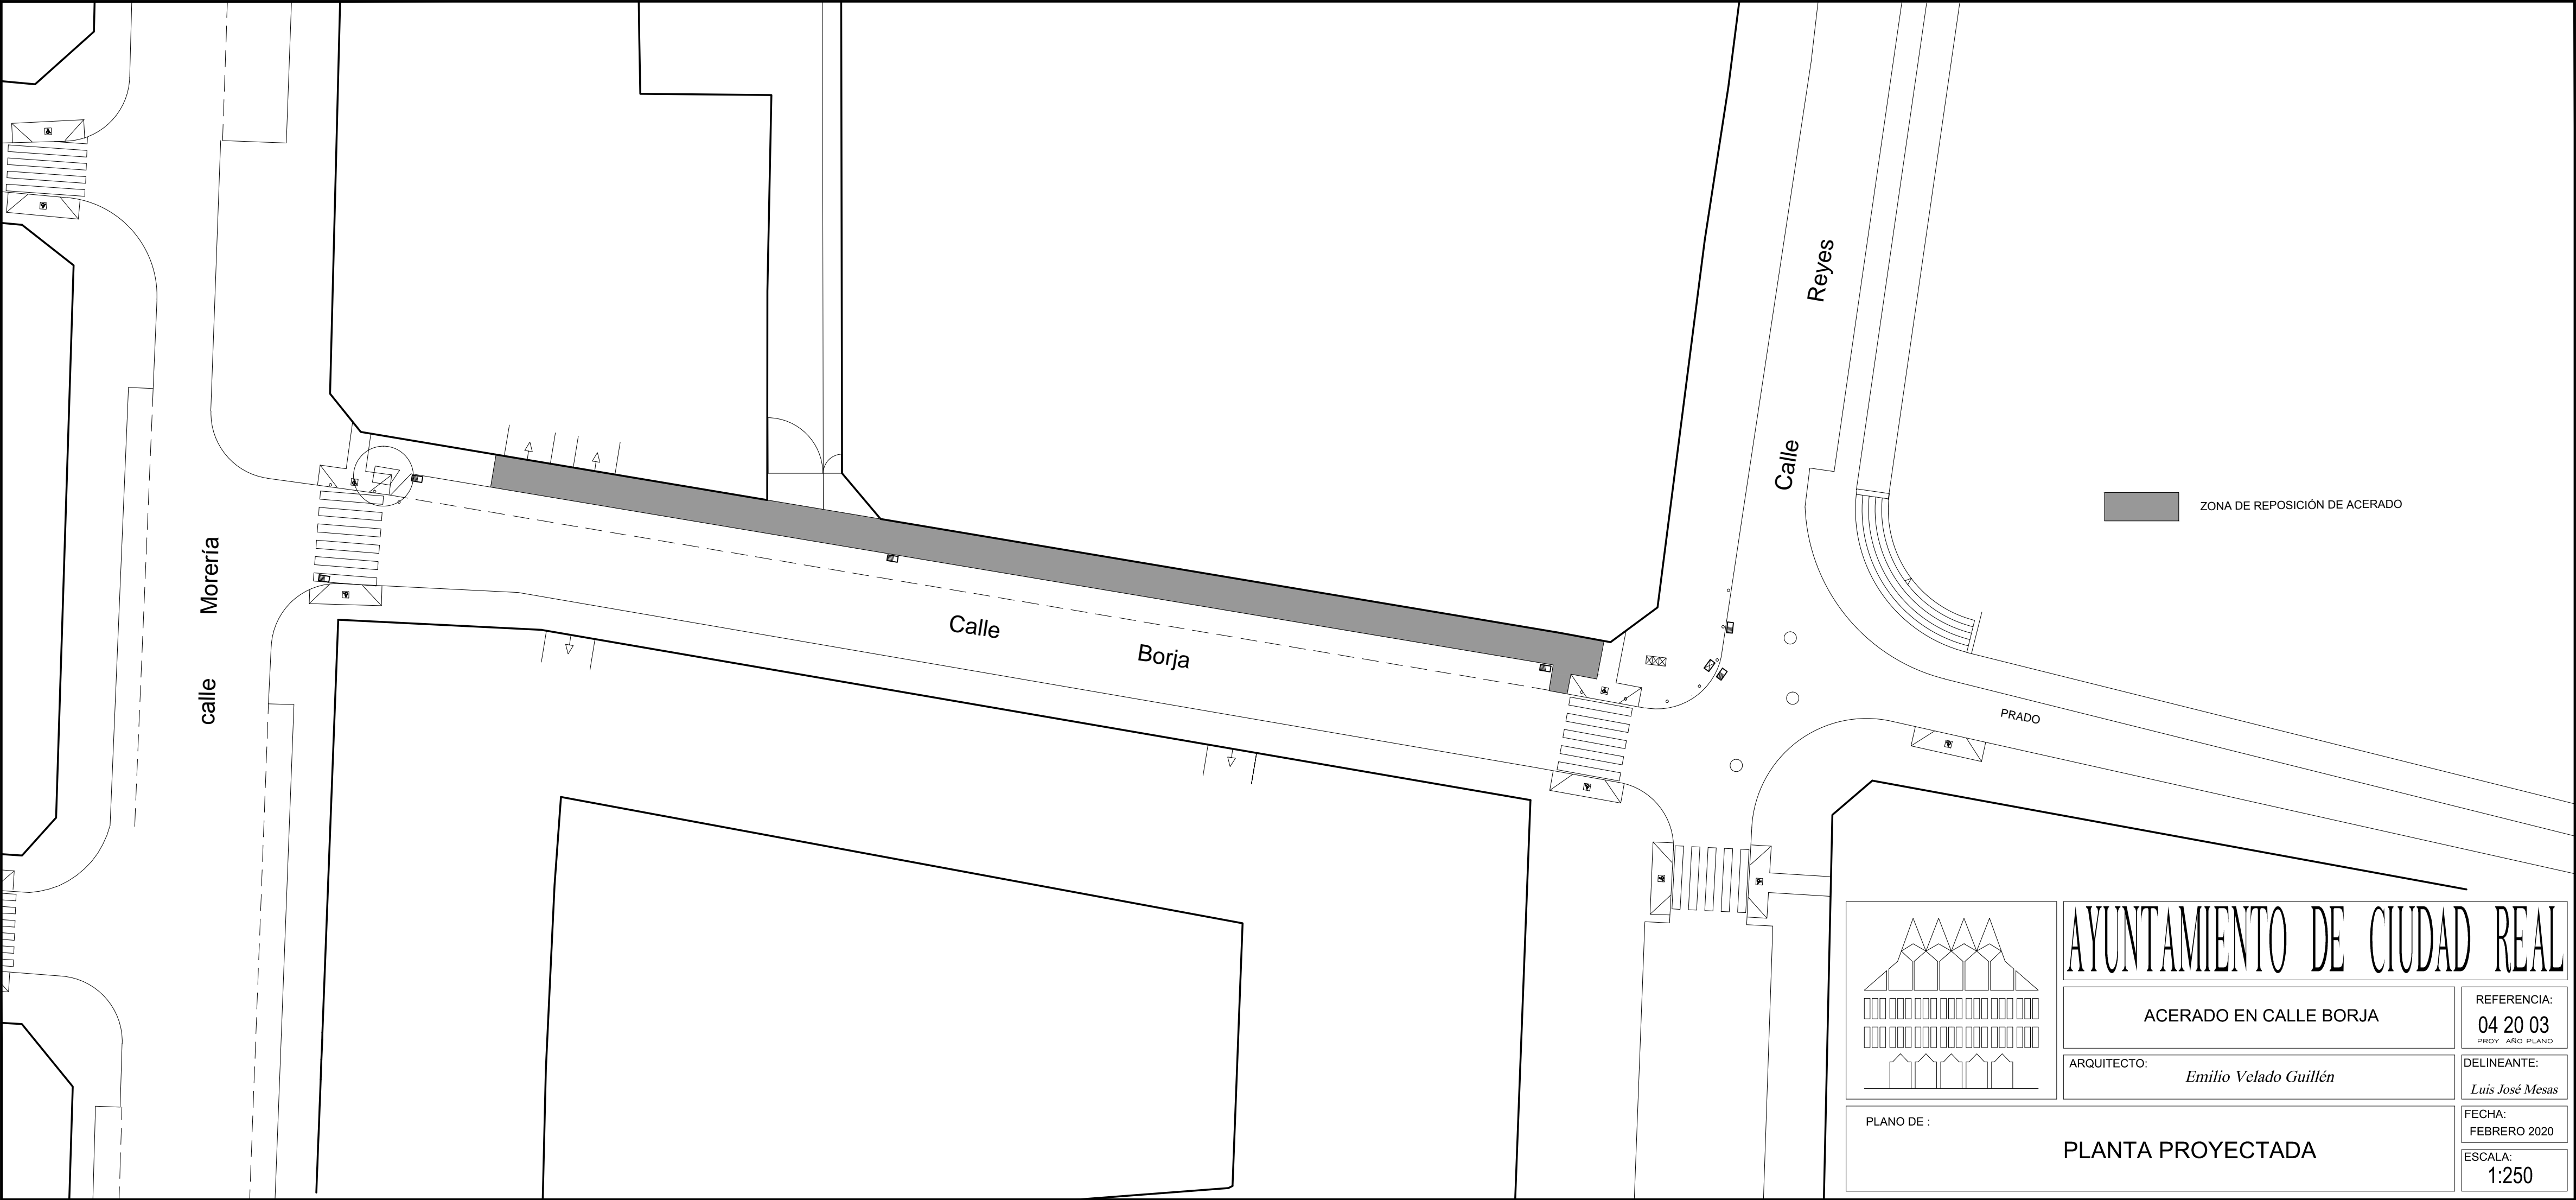 Reyes
Calle
ZONA DE REPOSICIÓN DE ACERADO
calle Morería
Calle Borja
PRADO
AYUNTAMIENTO DE CIUDAD REAL
ACERADO EN CALLE BORJA
REFERENCIA:
04 20 03
PROY AÑO PLANO
ARQUITECTO:
Emilio Velado Guillén
DELINEANTE:
Luis José Mesas
PLANO DE :
PLANTA PROYECTADA
FECHA:
FEBRERO 2020
ESCALA:
1:250